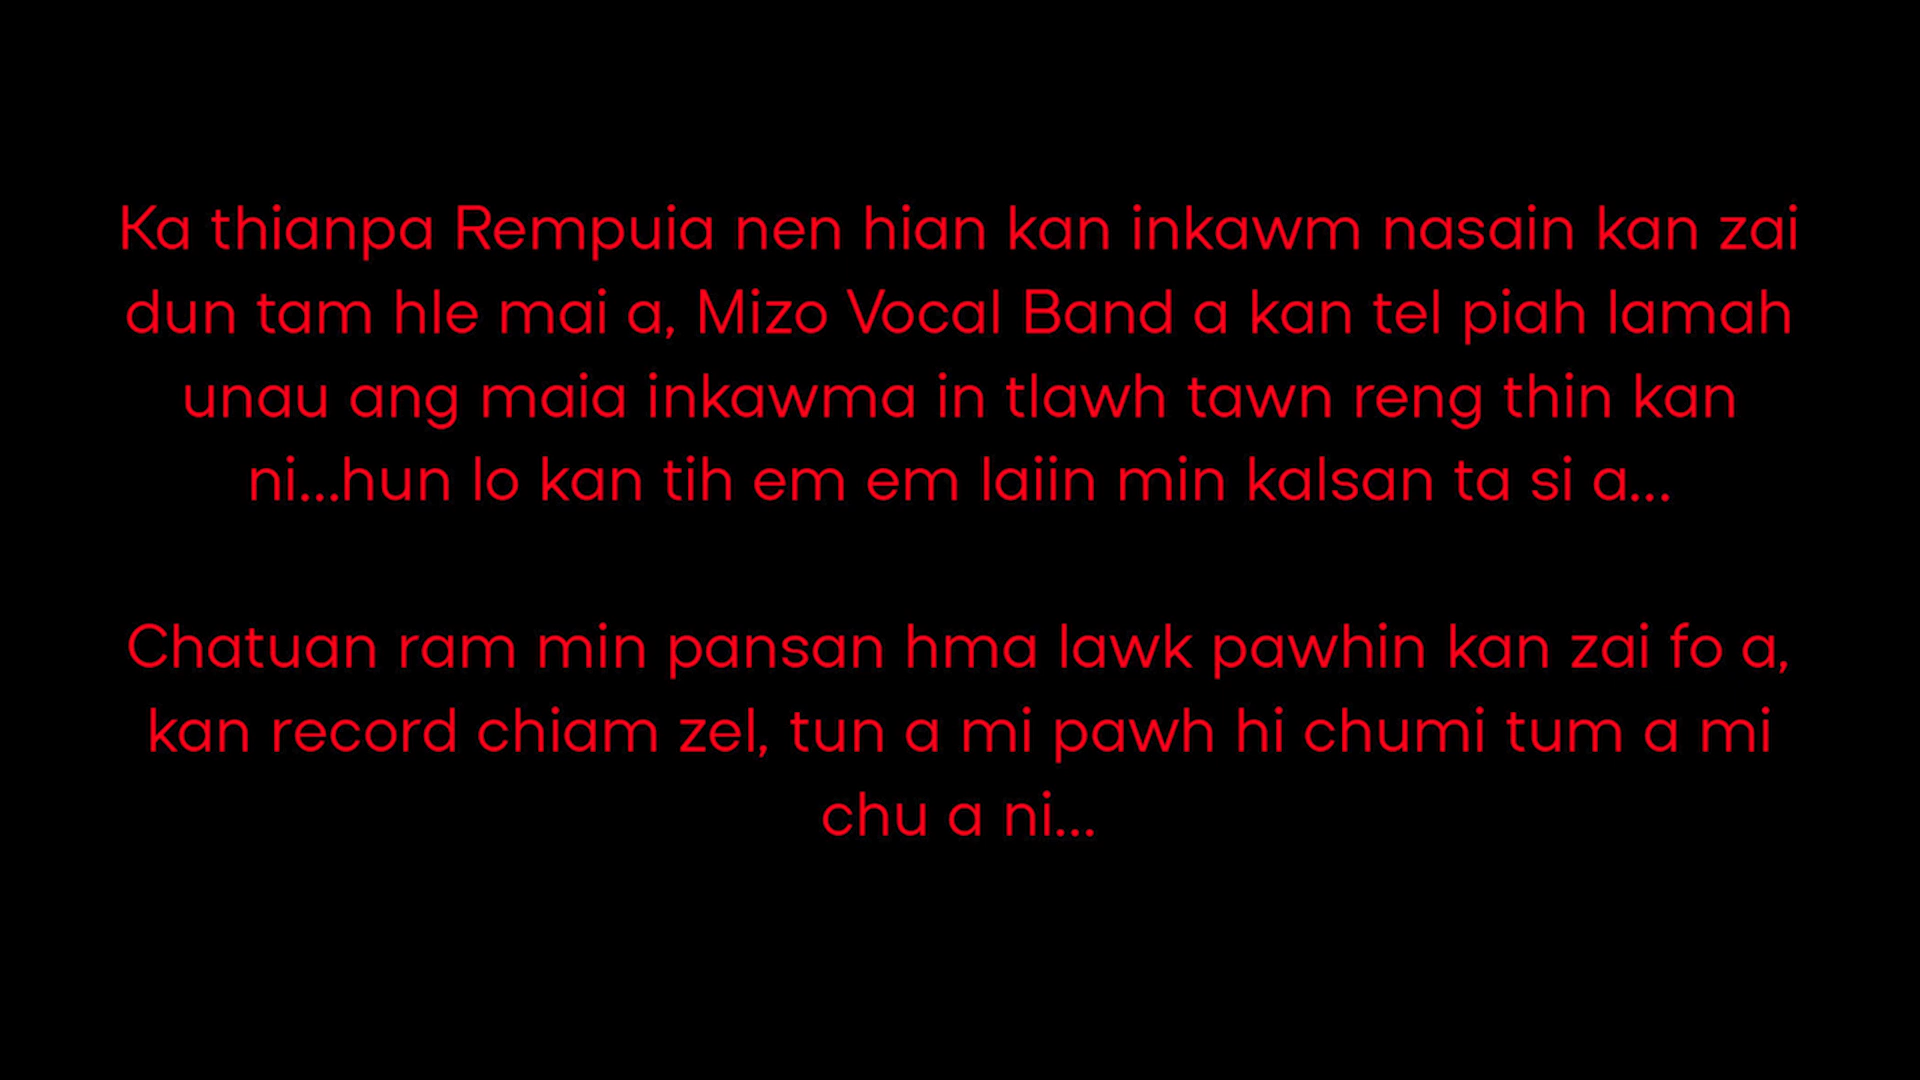 Ka thianpa Rempuia nen hian kan inkawm nasain kan zai
dun tam hle mai a, Mizo Vocal Band a kan tel piah lamah
unau ang maia inkawma in tlawh tawn reng thin kan
ni...hun lo kan tih em em laiin min kalsan ta si a...
Chatuan ram min pansan hma lawk pawhin kan zai fo a,
kan record chiam zel, tun a mi pawh hi chumi tum a mi
chu a ni...